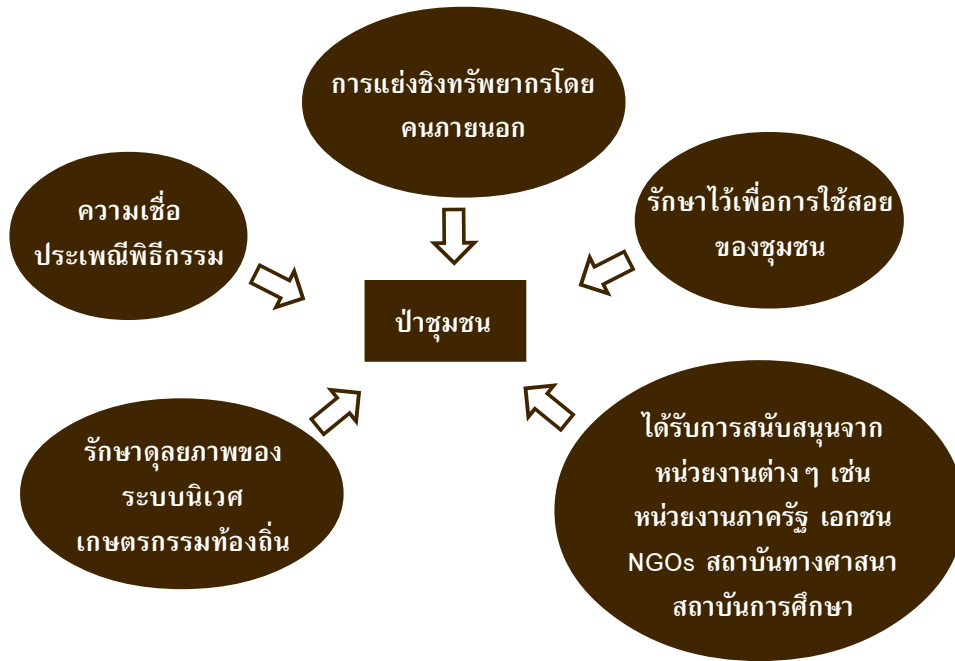 การแย่งชิงทรัพยากรโดย
คนภายนอก
ความเชื่อ
ประเพณีพิธีกรรม
รักษาไว้เพื่อการใช้สอย
ของชุมชน
ป่าชุมชน
รักษาดุลยภาพของ
ระบบนิเวศ
เกษตรกรรมท้องถิ่น
ได้รับการสนับสนุนจาก
หน่วยงานต่าง ๆ เช่น
หน่วยงานภาครัฐ เอกชน
NGOs สถาบันทางศาสนา
สถาบันการศึกษา